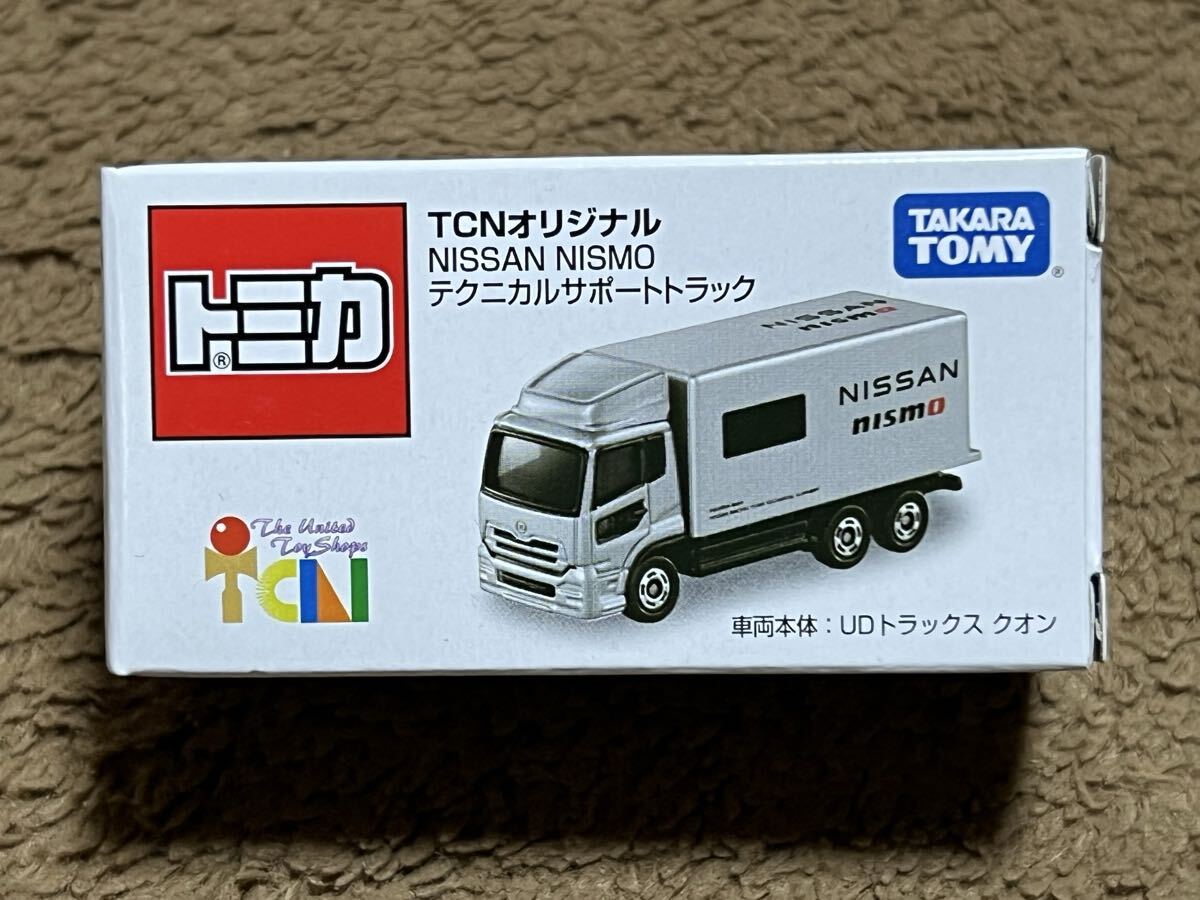 トミカ
®
TCNオリジナル
NISSAN NISMO
テクニカルサポートトラック
TAKARA
TOMY
®
NISSAN
nismo
NISSAN
nismo
The United
Toy Shops
TCN
車両本体：UDトラックス クオン